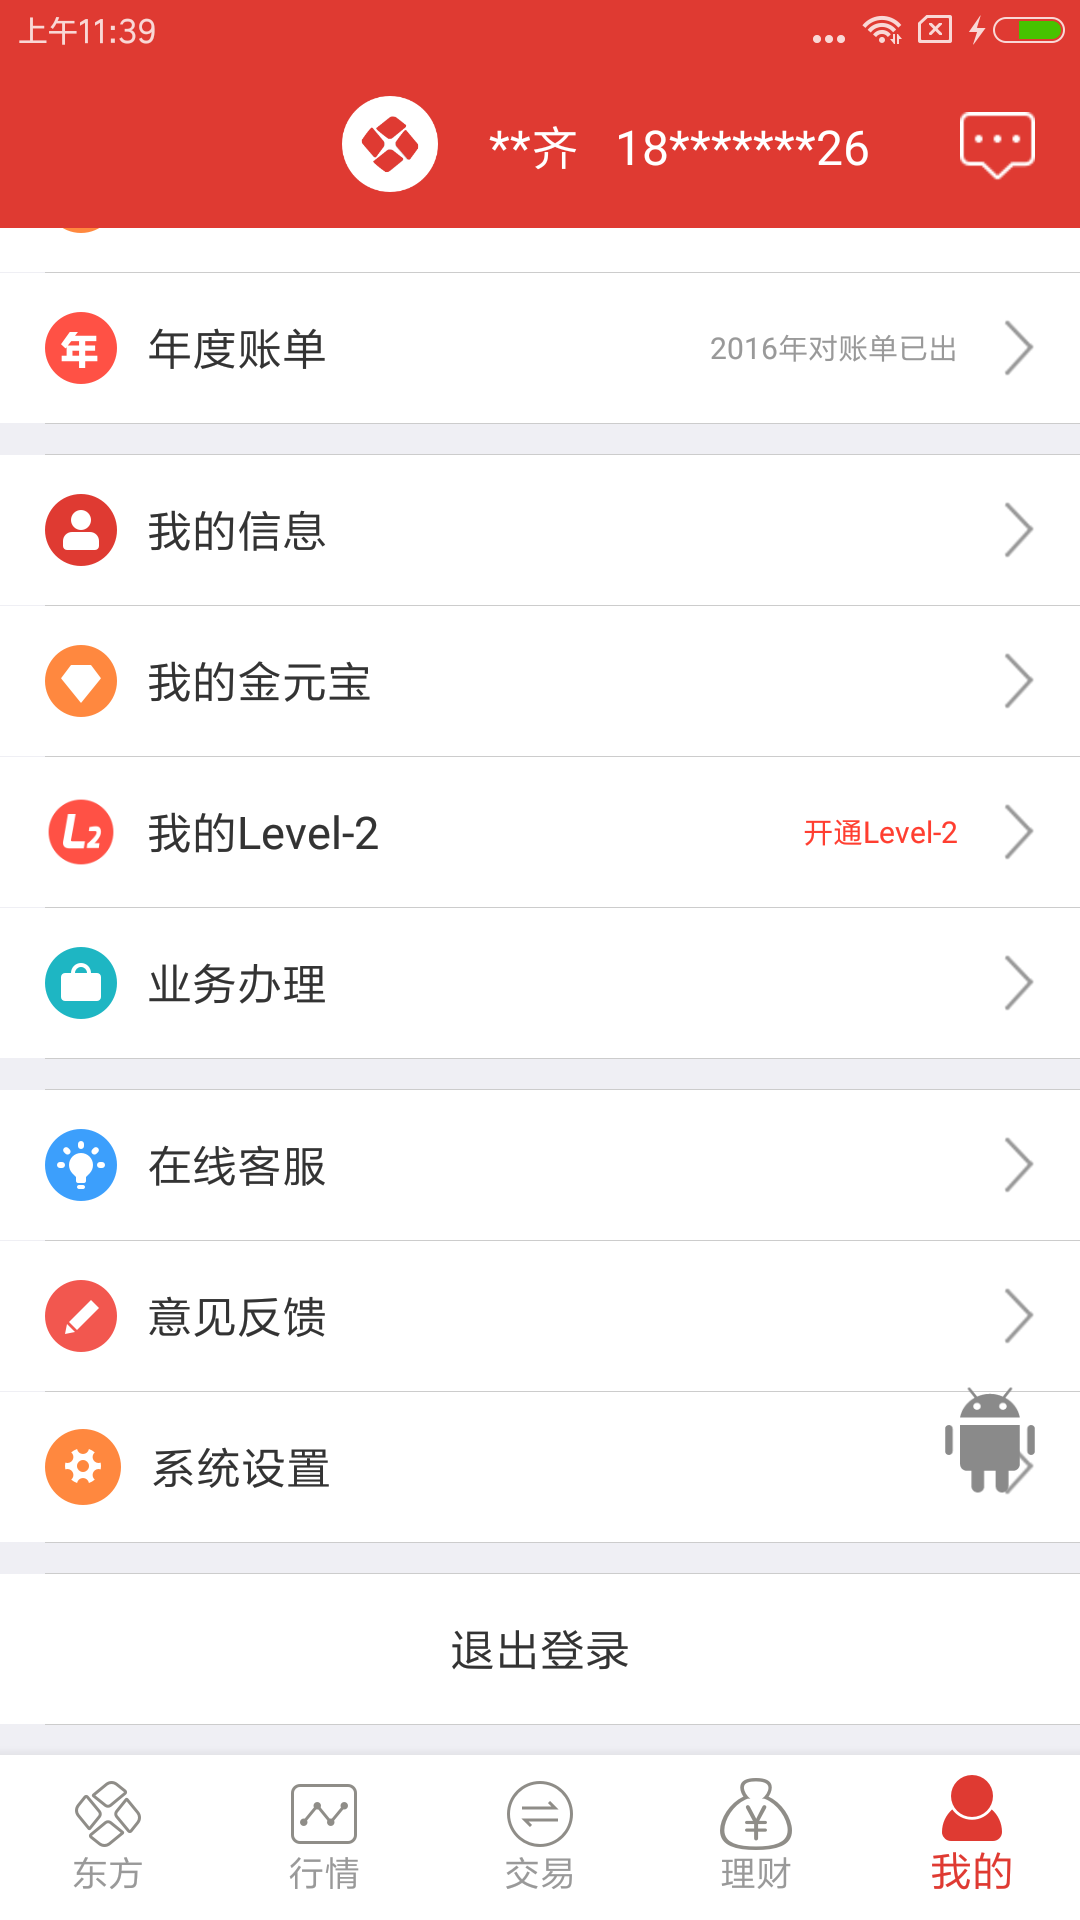 上午11:39
**齐 18*******26
年 年度账单 2016年对账单已出
我的信息
我的金元宝
L2 我的Level-2 开通Level-2
业务办理
在线客服
意见反馈
系统设置
退出登录
东方 行情 交易 理财 我的